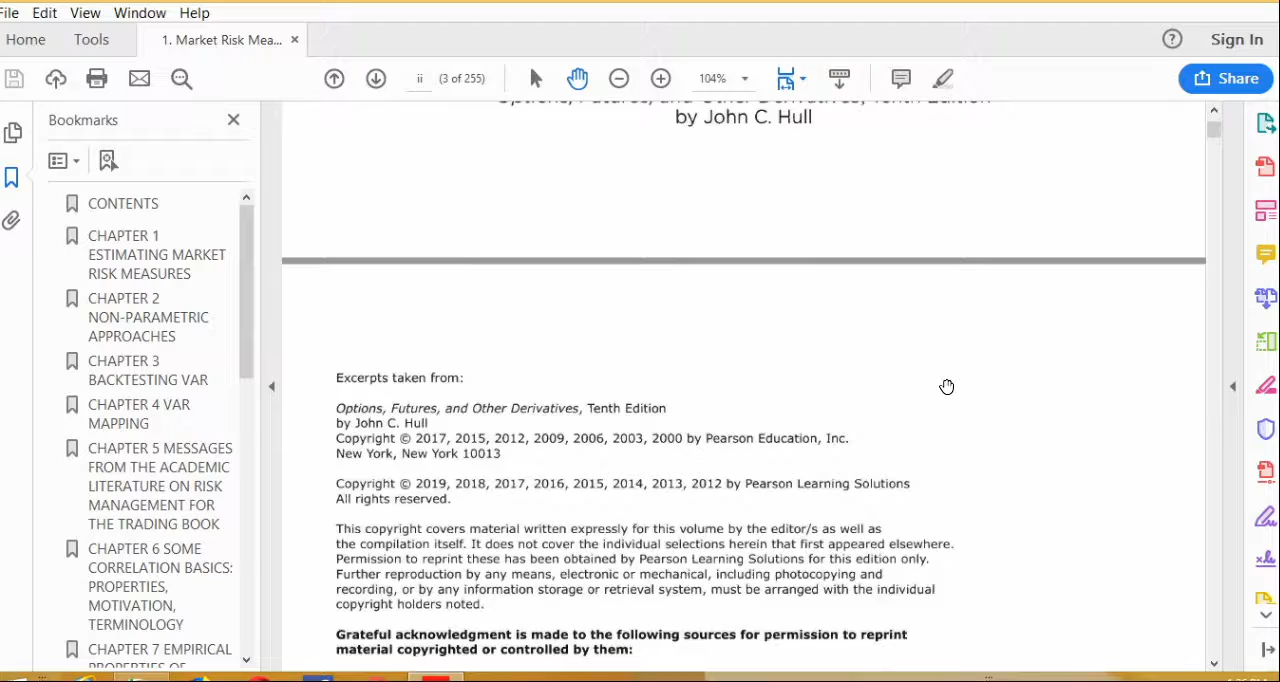 File Edit View Window Help
Home Tools 1. Market Risk Mea... × Sign In
ii (3 of 255) 104% Share
Bookmarks
CONTENTS
CHAPTER 1
ESTIMATING MARKET
RISK MEASURES
CHAPTER 2
NON-PARAMETRIC
APPROACHES
CHAPTER 3
BACKTESTING VAR
CHAPTER 4 VAR
MAPPING
CHAPTER 5 MESSAGES
FROM THE ACADEMIC
LITERATURE ON RISK
MANAGEMENT FOR
THE TRADING BOOK
CHAPTER 6 SOME
CORRELATION BASICS:
PROPERTIES,
MOTIVATION,
TERMINOLOGY
CHAPTER 7 EMPIRICAL
PROPERTIES OF
Options, Futures, and Other Derivatives, Tenth Edition
by John C. Hull
Excerpts taken from:
Options, Futures, and Other Derivatives, Tenth Edition
by John C. Hull
Copyright © 2017, 2015, 2012, 2009, 2006, 2003, 2000 by Pearson Education, Inc.
New York, New York 10013
Copyright © 2019, 2018, 2017, 2016, 2015, 2014, 2013, 2012 by Pearson Learning Solutions
All rights reserved.
This copyright covers material written expressly for this volume by the editor/s as well as
the compilation itself. It does not cover the individual selections herein that first appeared elsewhere.
Permission to reprint these has been obtained by Pearson Learning Solutions for this edition only.
Further reproduction by any means, electronic or mechanical, including photocopying and
recording, or by any information storage or retrieval system, must be arranged with the individual
copyright holders noted.
Grateful acknowledgment is made to the following sources for permission to reprint
material copyrighted or controlled by them: